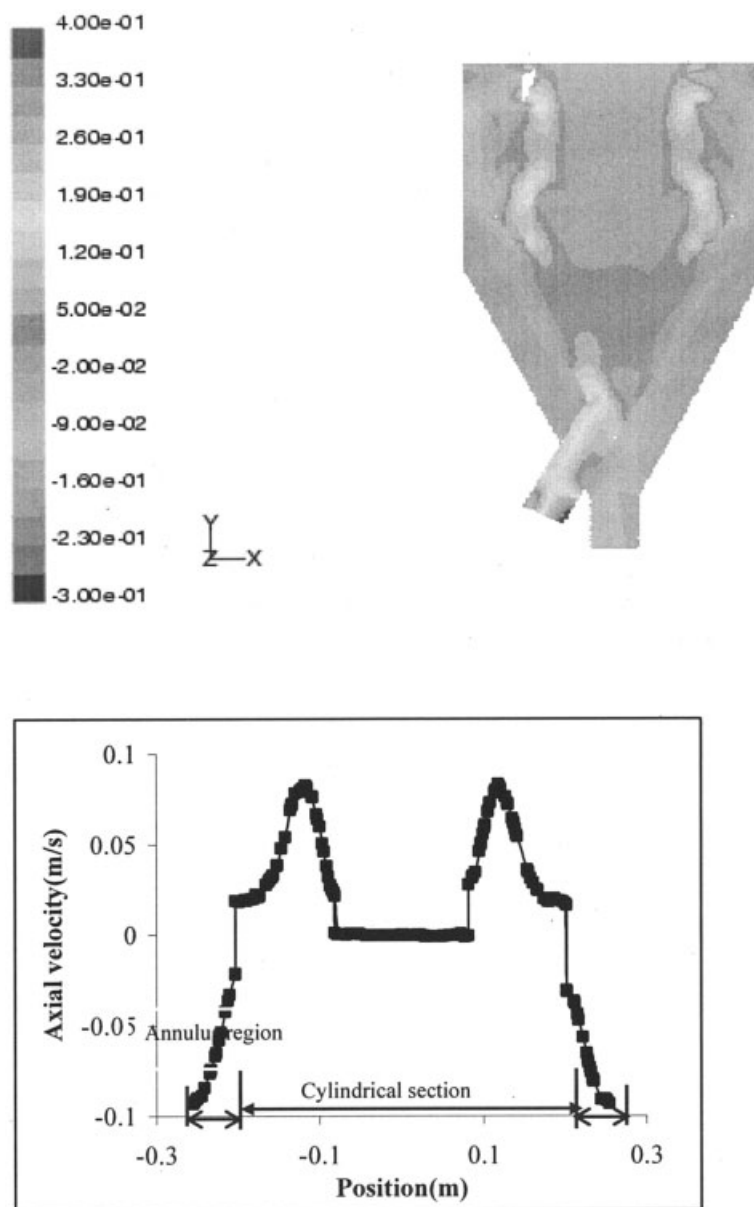 4.00e-01
3.30e-01
2.60e-01
1.90e-01
1.20e-01
5.00e-02
-2.00e-02
-9.00e-02
-1.60e-01
-2.30e-01
-3.00e-01
Y
Z X
0.1
0.05
0
-0.05
-0.1
Axial velocity(m/s)
Annulus region
Cylindrical section
-0.3 -0.1 0.1 0.3
Position(m)